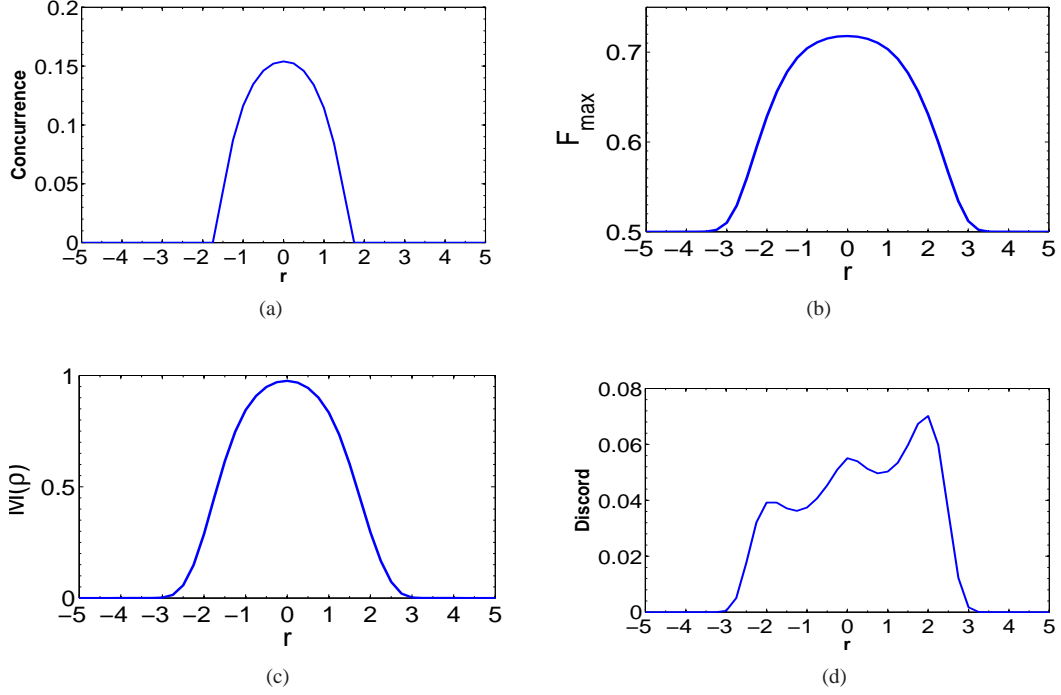 0.2
0.15
0.1
0.05
0
Concurrence
−5 −4 −3 −2 −1 0 1 2 3 4 5
r
(a)
0.7
0.6
0.5
F max
−5 −4 −3 −2 −1 0 1 2 3 4 5
r
(b)
1
0.5
0
M(ρ)
−5 −4 −3 −2 −1 0 1 2 3 4 5
r
(c)
0.08
0.06
0.04
0.02
0
Discord
−5 −4 −3 −2 −1 0 1 2 3 4 5
r
(d)